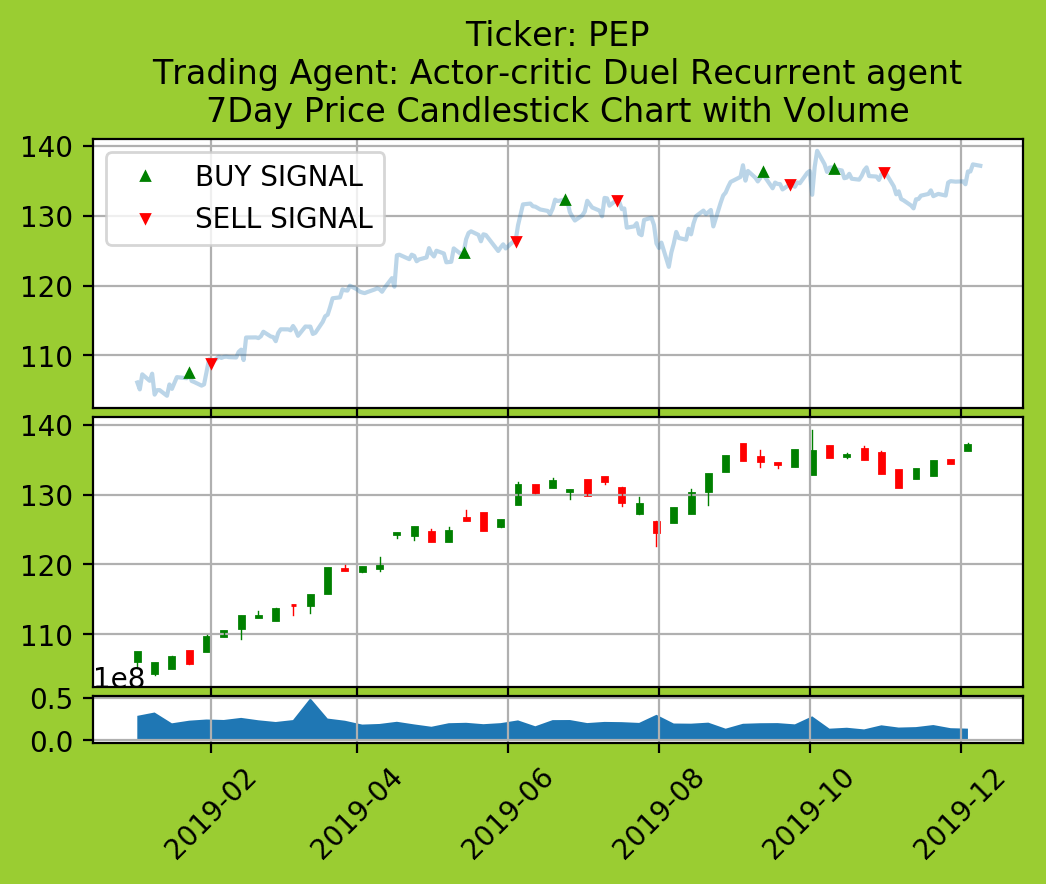 Ticker: PEP
Trading Agent: Actor-critic Duel Recurrent agent
7Day Price Candlestick Chart with Volume
140
130
120
110
BUY SIGNAL
SELL SIGNAL
140
130
120
110
1e8
0.5
0.0
2019-02
2019-04
2019-06
2019-08
2019-10
2019-12